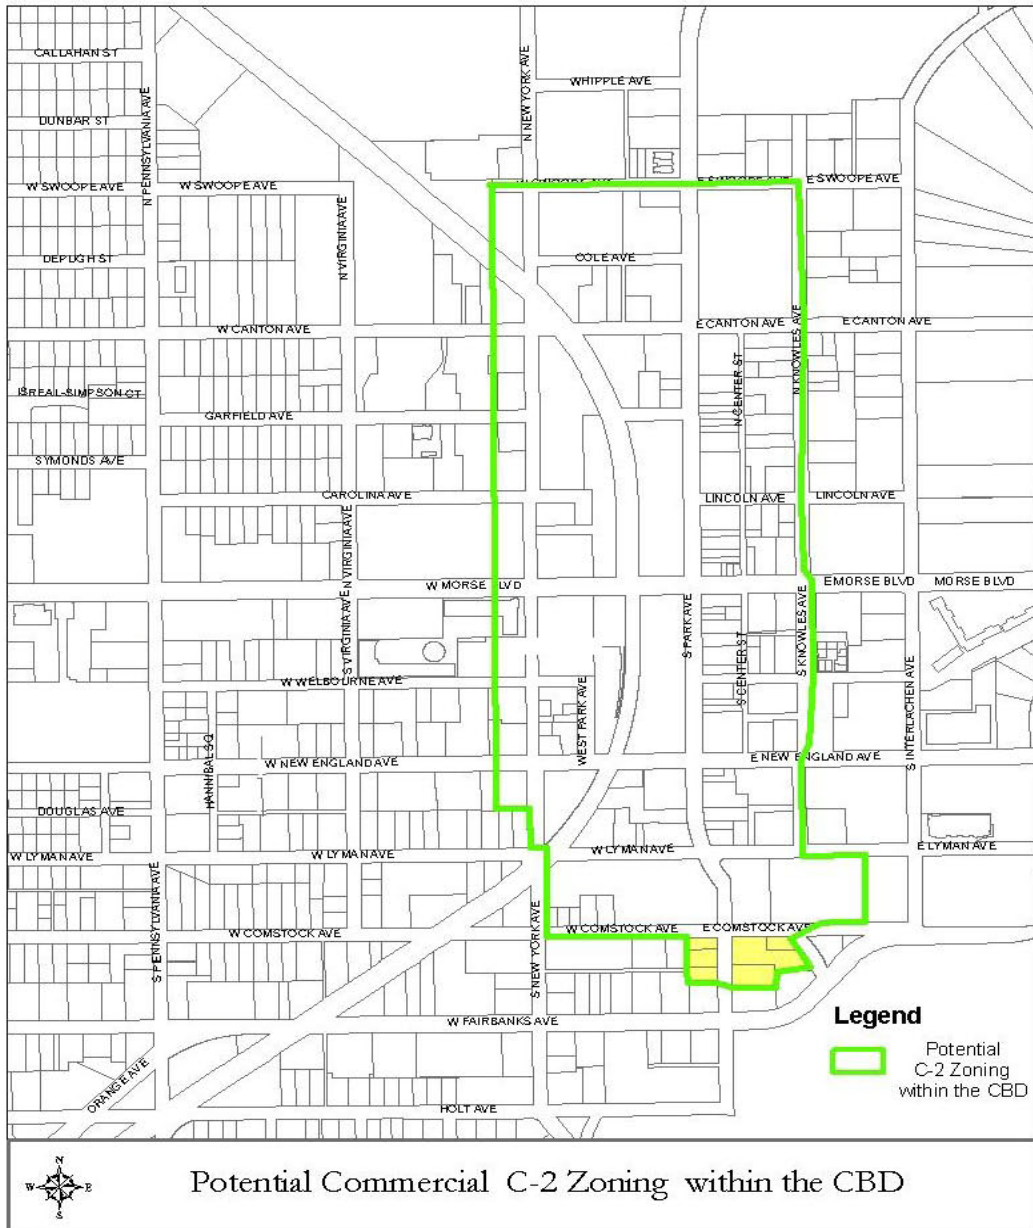 CALLAHAN ST
WHIPPLE AVE
N NEW YORK AVE
N PENNSYLVANIA AVE
DUNBAR ST
W SWOOPE AVE
W SWOOPE AVE
E SWOOPE AVE
E SWOOPE AVE
N VIRGINIA AVE
DEPUGH ST
COLE AVE
W CANTON AVE
E CANTON AVE
E CANTON AVE
N KNOWLES AVE
N CENTER ST
ISREAL-SIMPSON CT
GARFIELD AVE
SYMONDS AVE
CAROLINA AVE
LINCOLN AVE
LINCOLN AVE
N VIRGINIA AVE
W MORSE BLVD
E MORSE BLVD
MORSE BLVD
S VIRGINIA AVE
S PARK AVE
S CENTER ST
S KNOWLES AVE
W WELBOURNE AVE
WEST PARK AVE
S INTERLACHEN AVE
HANNIBAL SQ
W NEW ENGLAND AVE
E NEW ENGLAND AVE
DOUGLAS AVE
W LYMAN AVE
W LYMAN AVE
W LYMAN AVE
E LYMAN AVE
S PENNSYLVANIA AVE
W COMSTOCK AVE
W COMSTOCK AVE
E COMSTOCK AVE
S NEW YORK AVE
W FAIRBANKS AVE
ORANGE AVE
HOLT AVE
Legend
Potential
C-2 Zoning
within the CBD
N
W E
S
Potential Commercial C-2 Zoning within the CBD